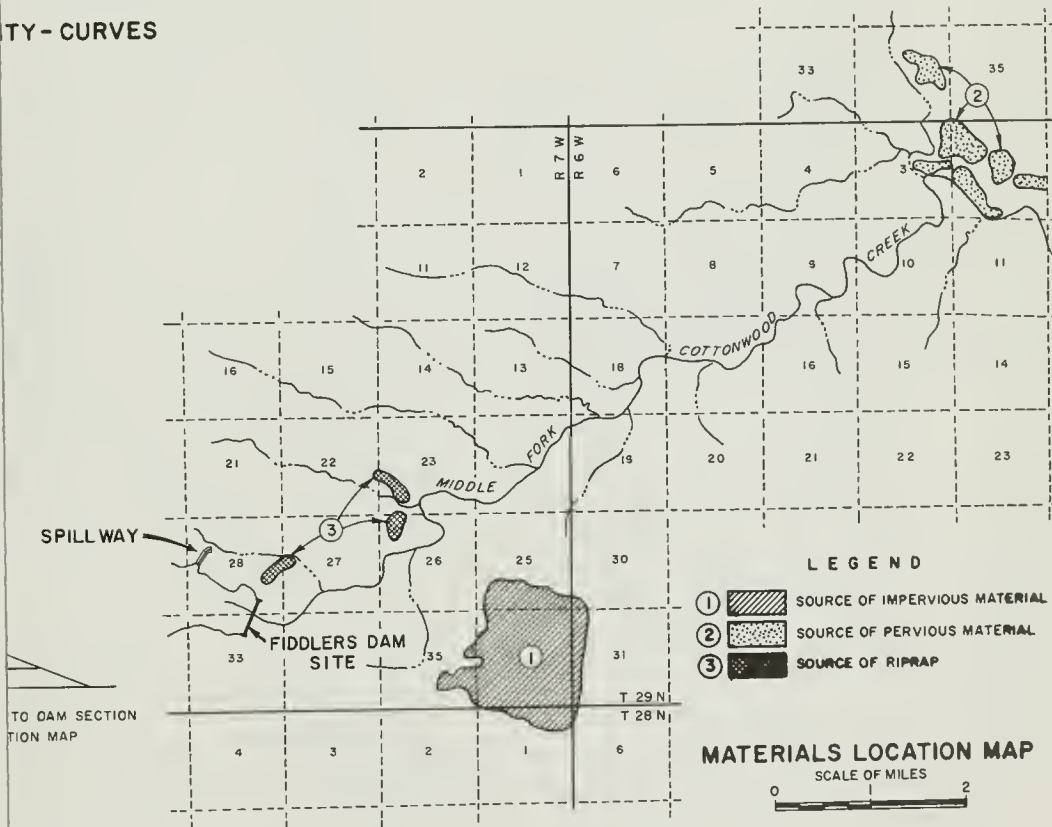 ITY-CURVES
33
35
2
2
1
R 7 W
R 6 W
6
5
4
3
11
12
7
8
9
10
11
CREEK
COTTONWOOD
16
15
14
13
18
16
15
14
FORK
MIDDLE
21
22
23
19
20
21
22
23
SPILLWAY
3
28
27
26
25
30
FIDDLERS DAM
SITE
33
35
1
31
T 29 N
T 28 N
4
3
2
1
6
LEGEND
1 SOURCE OF IMPERVIOUS MATERIAL
2 SOURCE OF PERVIOUS MATERIAL
3 SOURCE OF RIPRAP
TO DAM SECTION
TION MAP
MATERIALS LOCATION MAP
SCALE OF MILES
0 2